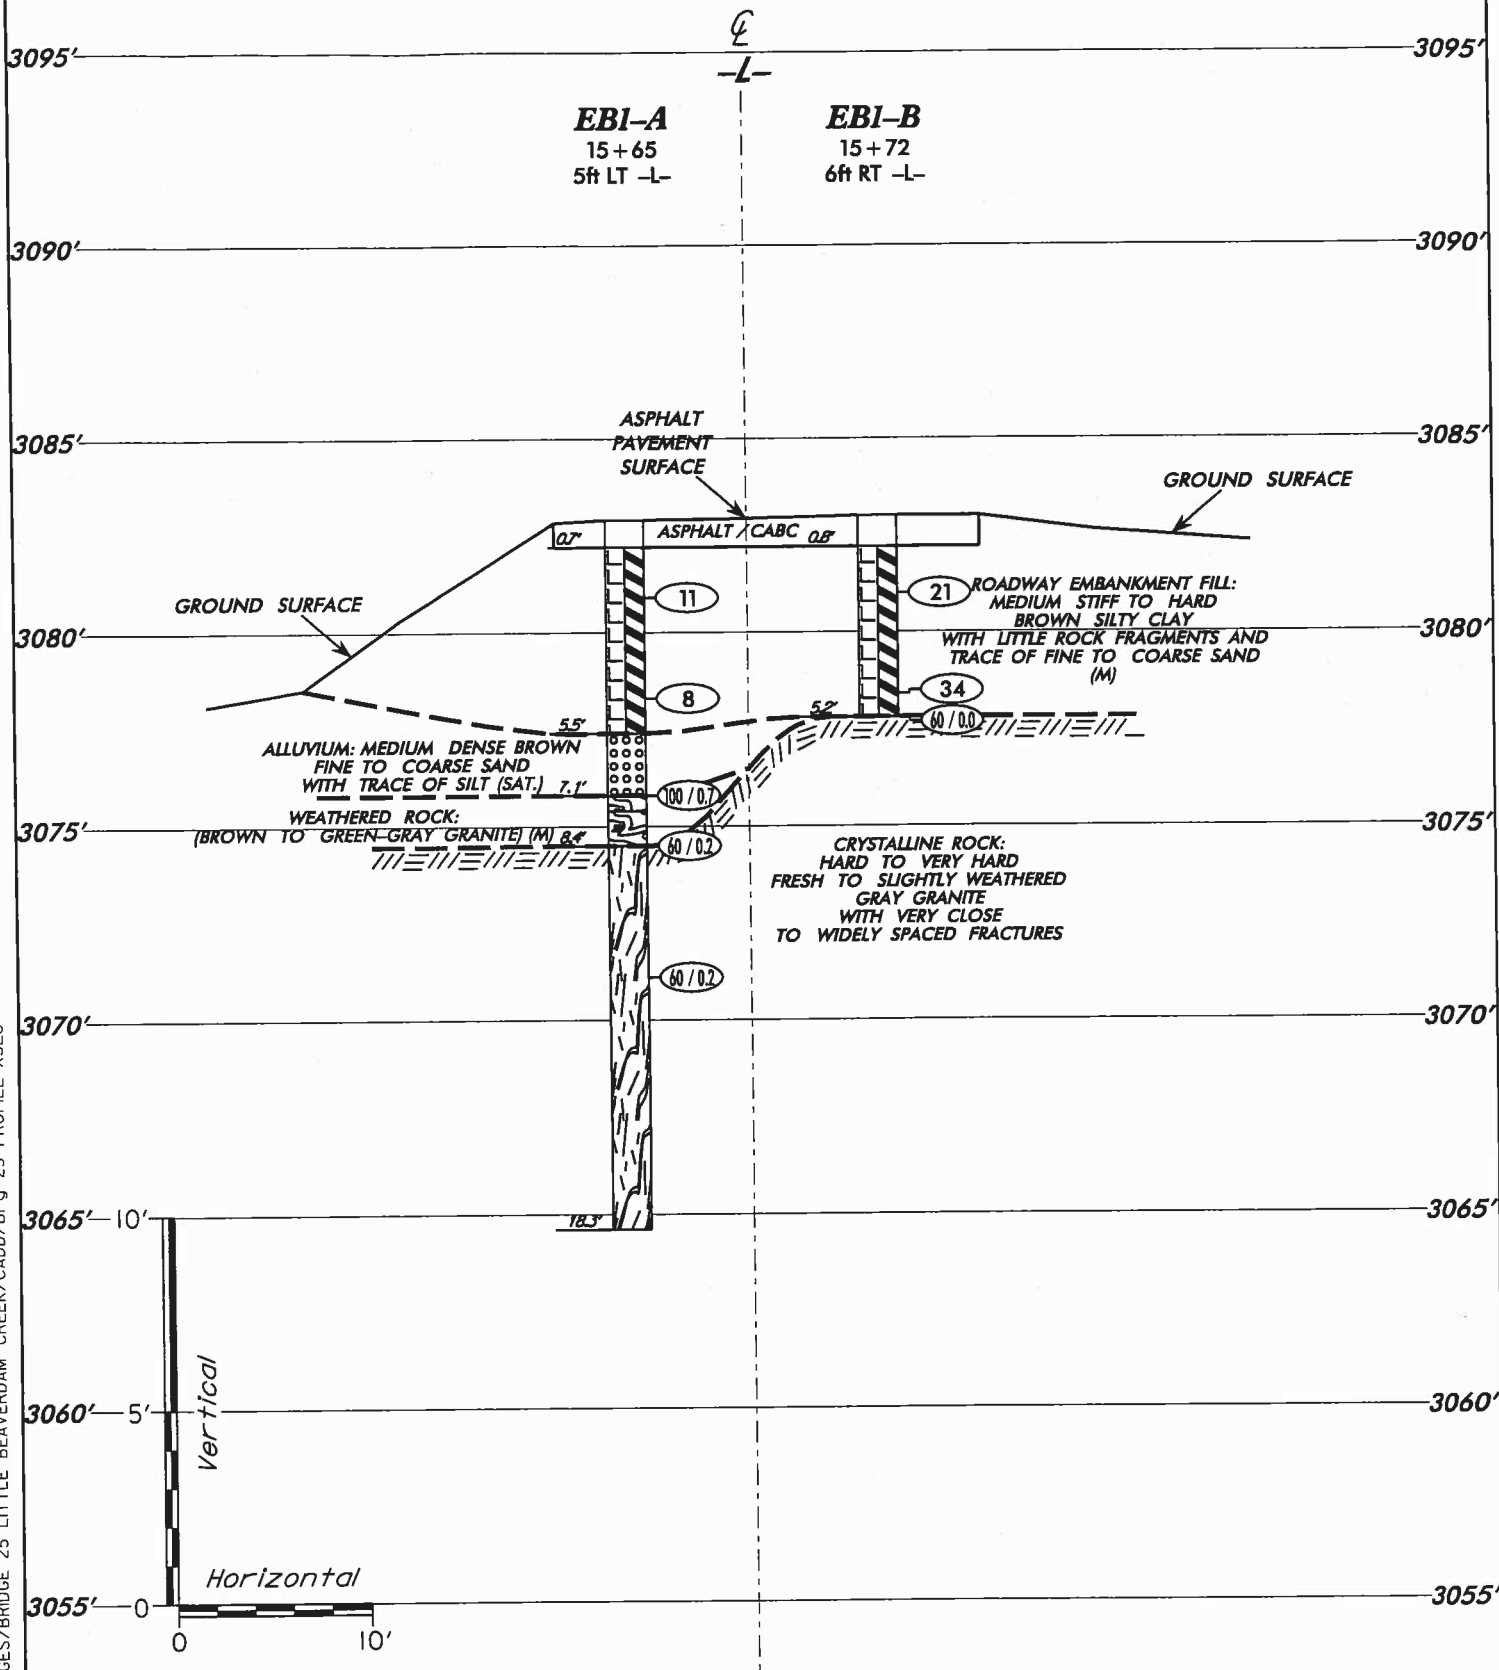 ℄
3095' 3095'
-L-
EB1-A EB1-B
15+65 15+72
5ft LT -L- 6ft RT -L-
3090' 3090'
ASPHALT
PAVEMENT
SURFACE
3085' 3085'
GROUND SURFACE
ASPHALT / CABC
0.7' 0.8'
11
21
ROADWAY EMBANKMENT FILL:
MEDIUM STIFF TO HARD
BROWN SILTY CLAY
WITH LITTLE ROCK FRAGMENTS AND
TRACE OF FINE TO COARSE SAND
(M)
GROUND SURFACE
3080' 3080'
8
34
5.5' 5.2'
60 / 0.0
ALLUVIUM: MEDIUM DENSE BROWN
FINE TO COARSE SAND
WITH TRACE OF SILT (SAT.) 7.1'
100 / 0.7
WEATHERED ROCK:
(BROWN TO GREEN-GRAY GRANITE) (M) 8.4'
3075' 3075'
60 / 0.2
CRYSTALLINE ROCK:
HARD TO VERY HARD
FRESH TO SLIGHTLY WEATHERED
GRAY GRANITE
WITH VERY CLOSE
TO WIDELY SPACED FRACTURES
60 / 0.2
3070' 3070'
3065' 10' 3065'
18.3'
Vertical
3060' 5' 3060'
Horizontal
3055' 0 3055'
0 10'
BRIDGE 25 LITTLE BEAVERDAM CREEK/CADD/